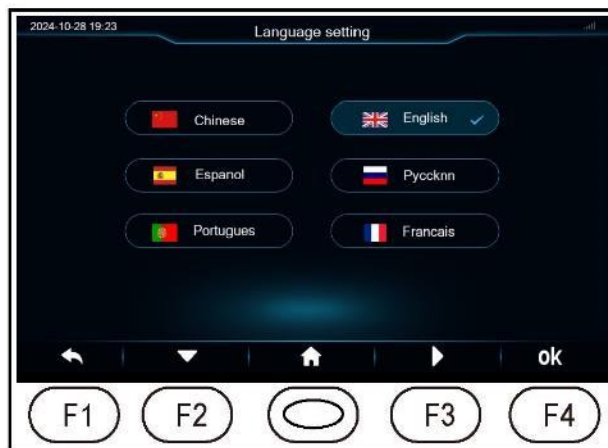 2024-10-28 19:23
Language setting
Chinese
English
Espanol
Pyccknn
Portugues
Francais
ok
F1 F2 F3 F4